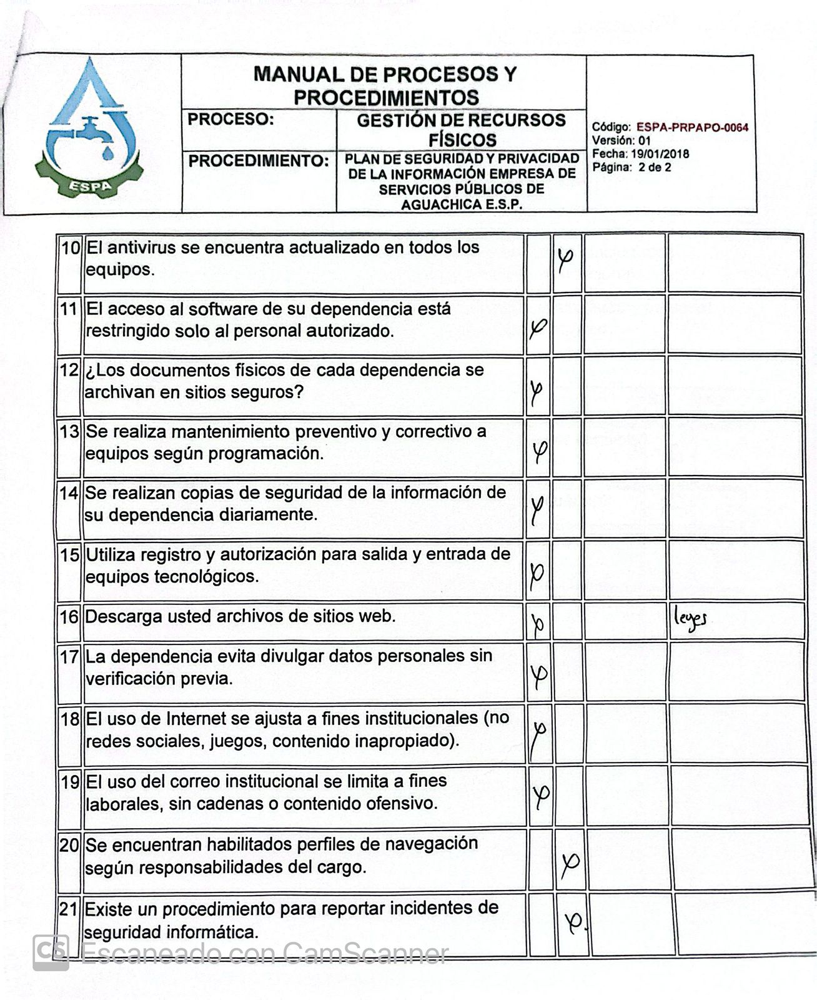 ESPA
MANUAL DE PROCESOS Y
PROCEDIMIENTOS
PROCESO:
GESTIÓN DE RECURSOS
FÍSICOS
PROCEDIMIENTO:
PLAN DE SEGURIDAD Y PRIVACIDAD
DE LA INFORMACIÓN EMPRESA DE
SERVICIOS PÚBLICOS DE
AGUACHICA E.S.P.
Código: ESPA-PRPAPO-0064
Versión: 01
Fecha: 19/01/2018
Página: 2 de 2
10 El antivirus se encuentra actualizado en todos los
equipos.
11 El acceso al software de su dependencia está
restringido solo al personal autorizado.
12 ¿Los documentos físicos de cada dependencia se
archivan en sitios seguros?
13 Se realiza mantenimiento preventivo y correctivo a
equipos según programación.
14 Se realizan copias de seguridad de la información de
su dependencia diariamente.
15 Utiliza registro y autorización para salida y entrada de
equipos tecnológicos.
16 Descarga usted archivos de sitios web. leyes
17 La dependencia evita divulgar datos personales sin
verificación previa.
18 El uso de Internet se ajusta a fines institucionales (no
redes sociales, juegos, contenido inapropiado).
19 El uso del correo institucional se limita a fines
laborales, sin cadenas o contenido ofensivo.
20 Se encuentran habilitados perfiles de navegación
según responsabilidades del cargo.
21 Existe un procedimiento para reportar incidentes de
seguridad informática.
CS Escaneado con CamScanner